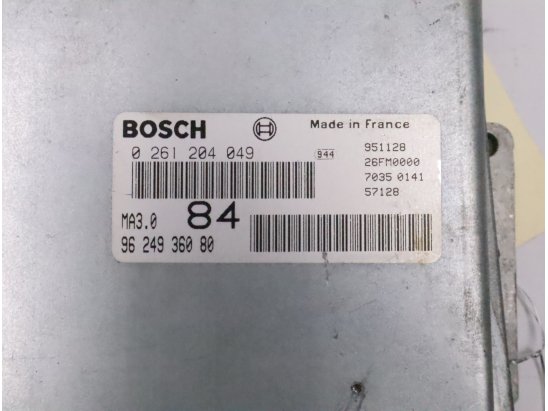 BOSCH Made in France
0 261 204 049 944 951128
26FM0000
7035 0141
57128
MA3.0 84
96 249 360 80